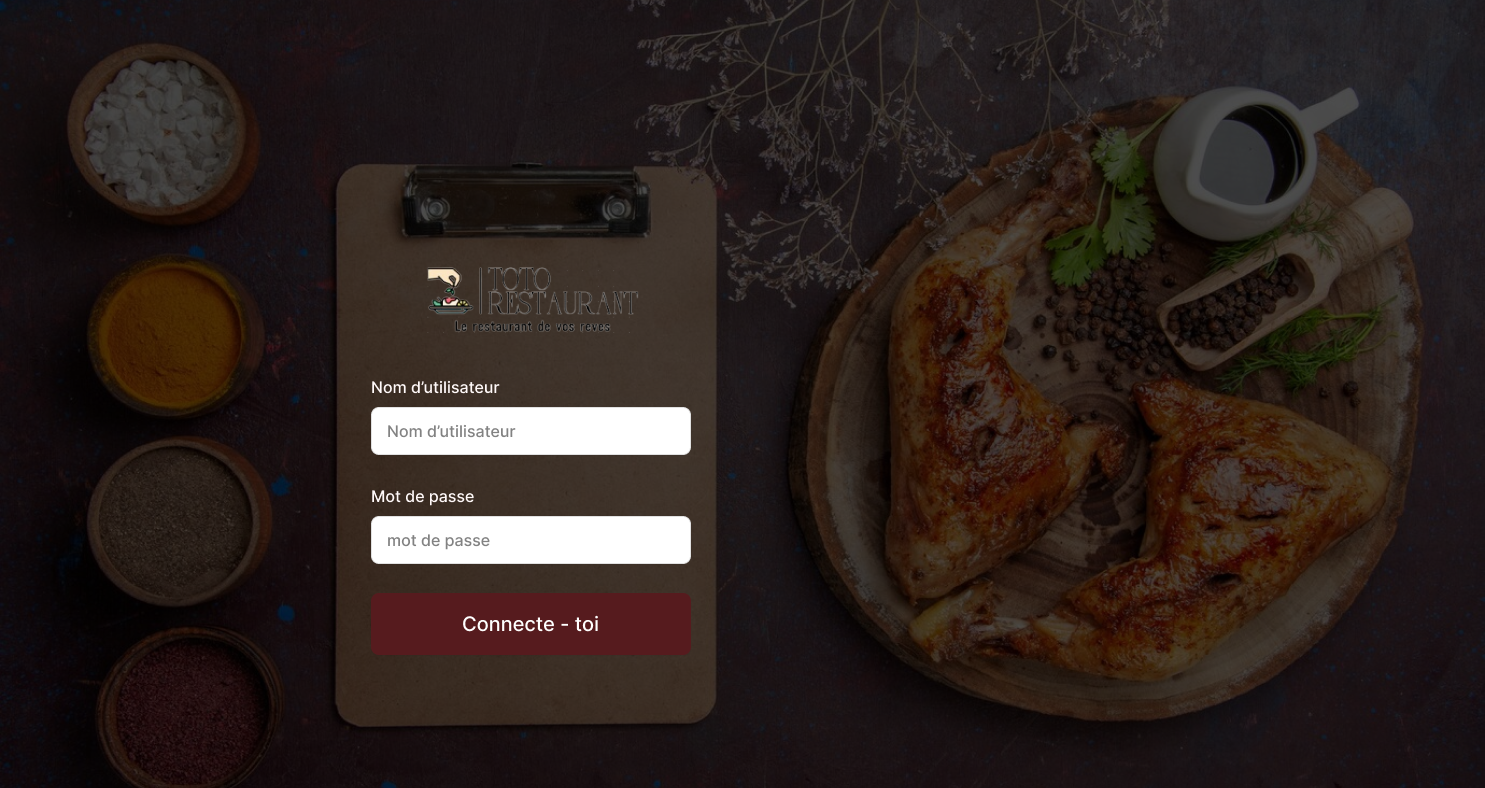 TOTO
RESTAURANT
Le restaurant de vos reves
Nom d’utilisateur
Nom d’utilisateur
Mot de passe
mot de passe
Connecte - toi